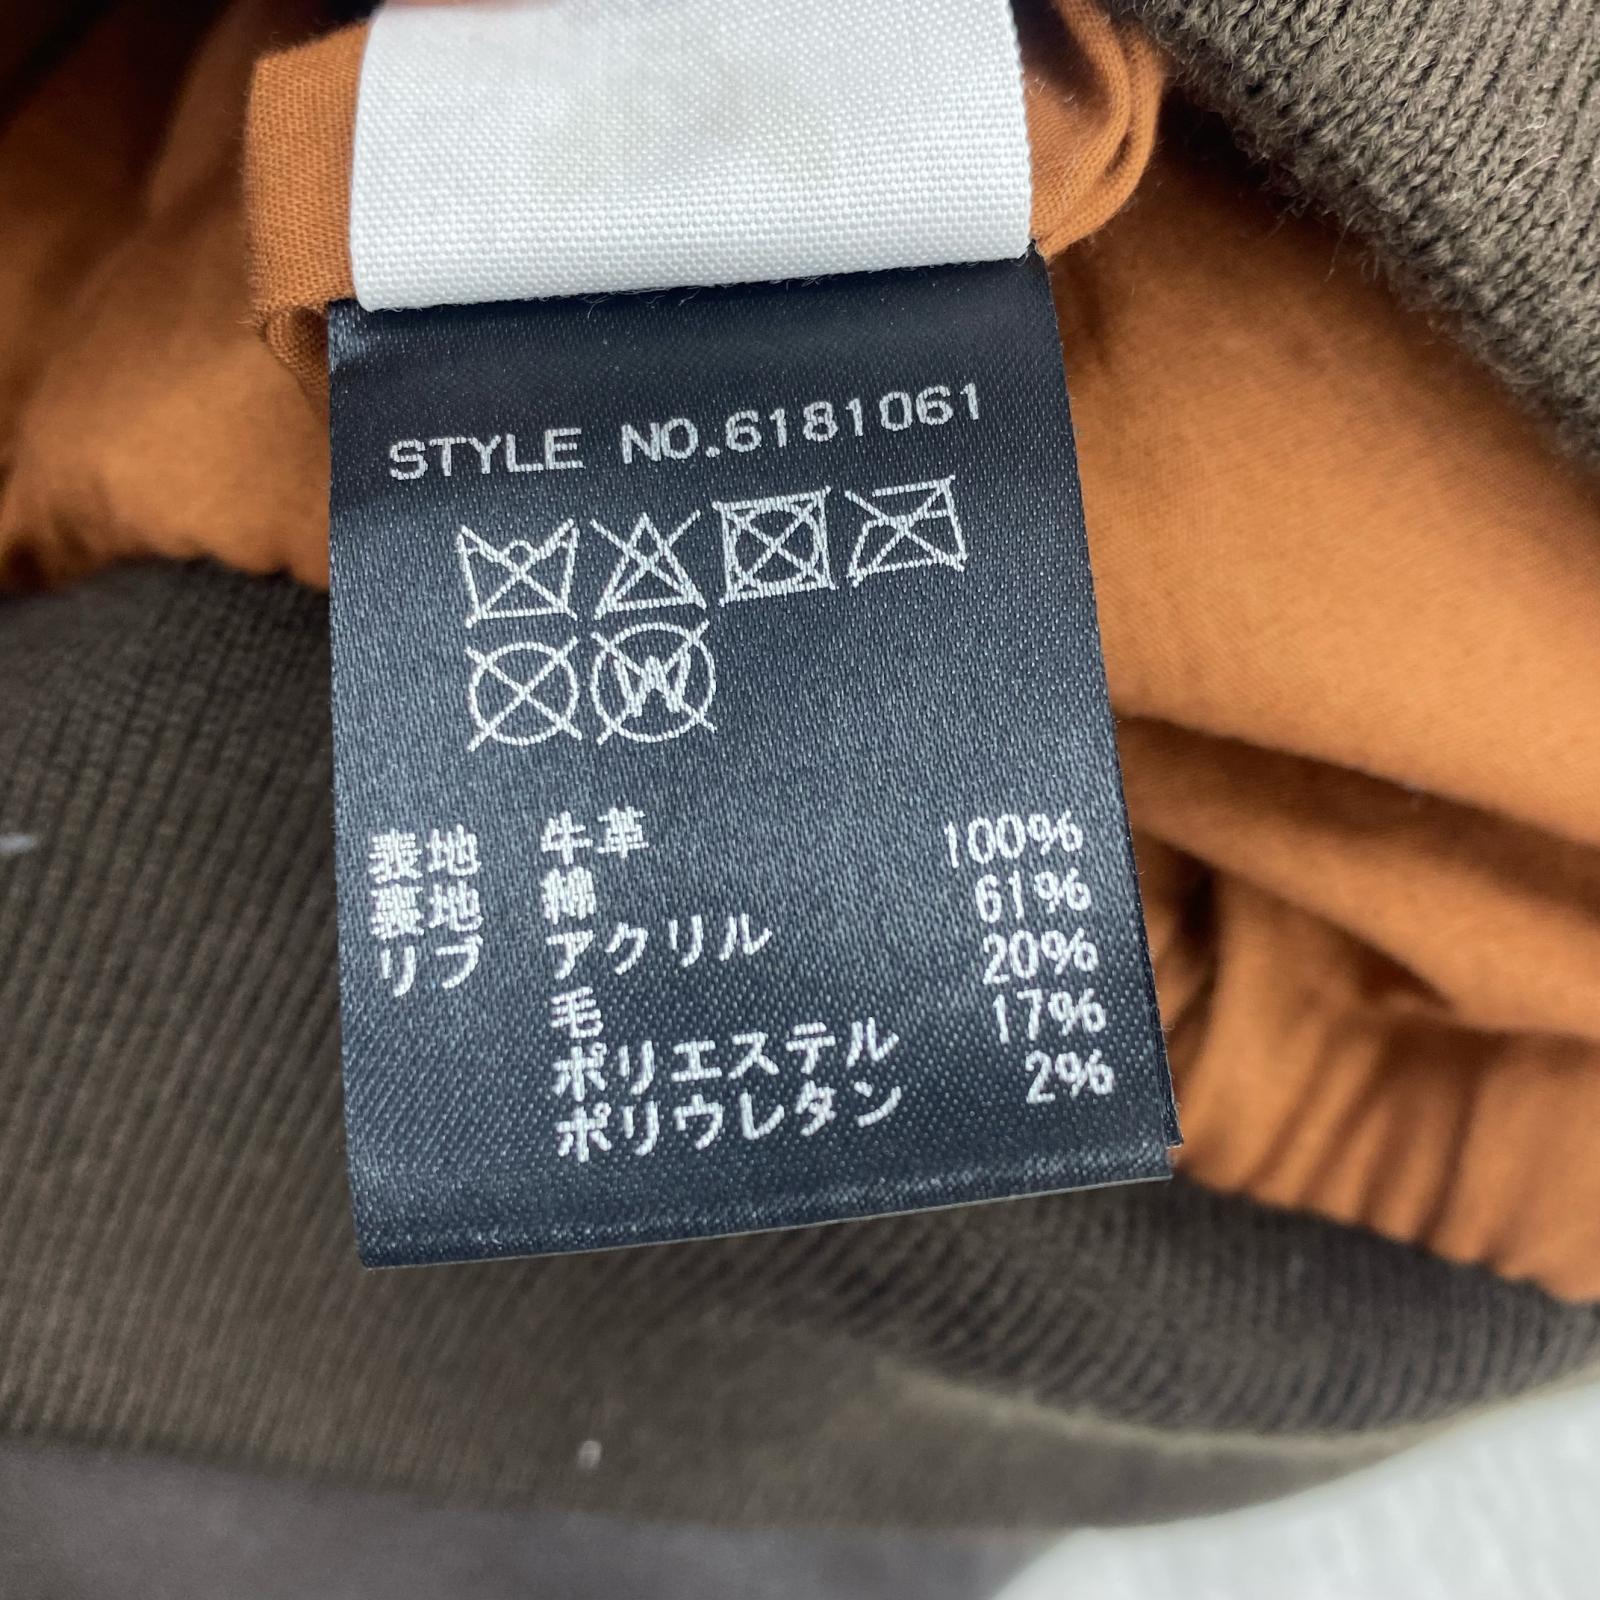 STYLE NO.6181061
表地 牛革
裏地 綿 100%
リブ アクリル 61%
毛 20%
ポリエステル 17%
ポリウレタン 2%